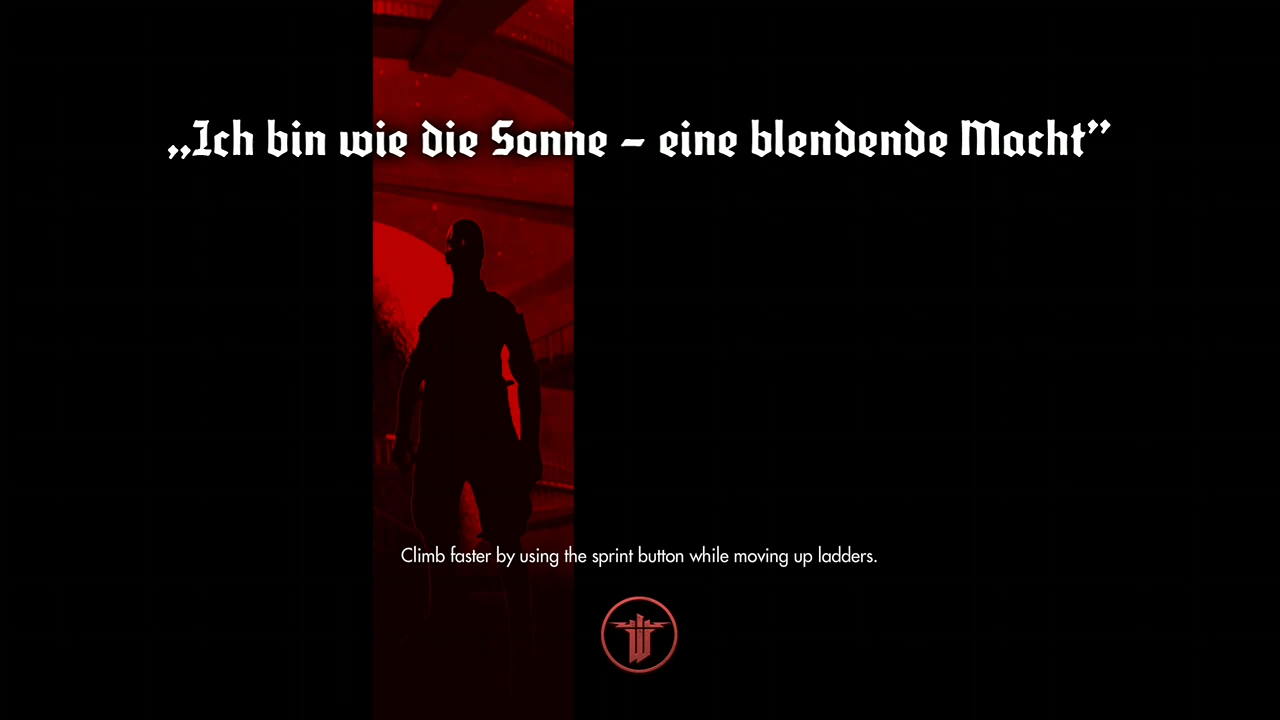 „Ich bin wie die Sonne – eine blendende Macht”
Climb faster by using the sprint button while moving up ladders.